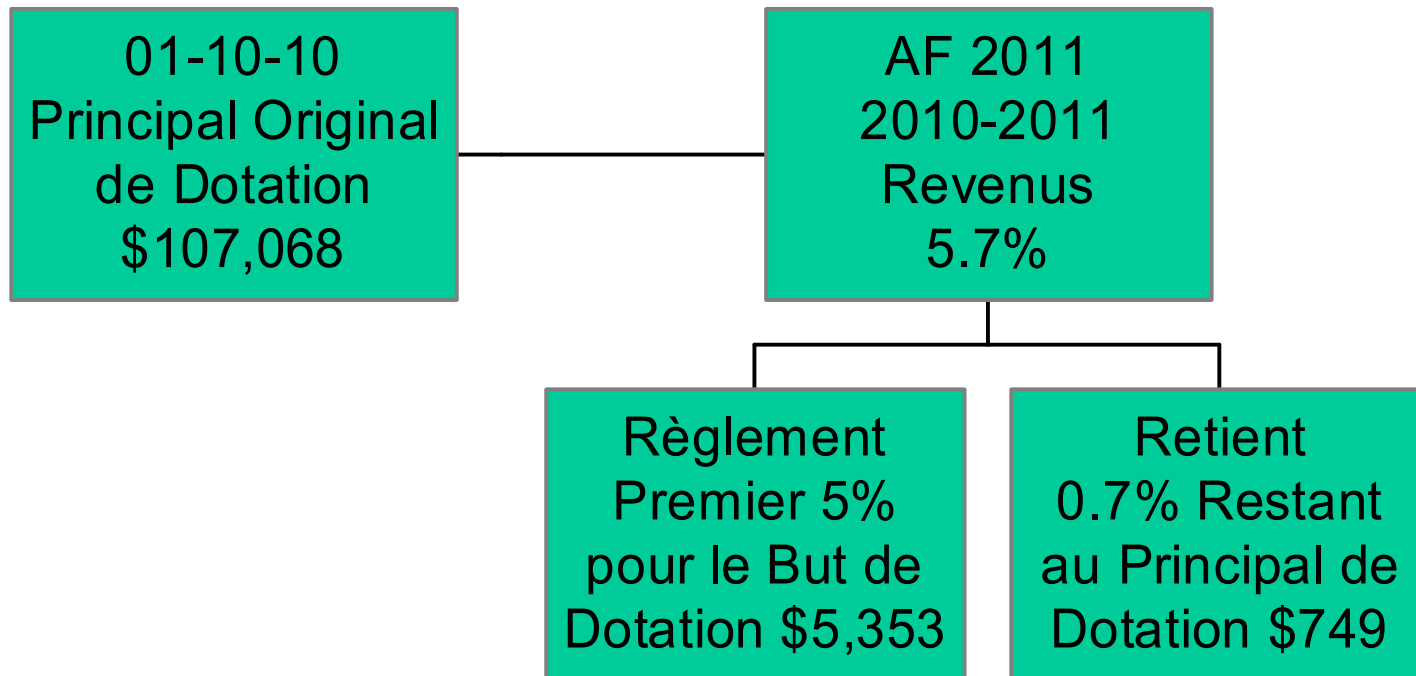 01-10-10
Principal Original
de Dotation
$107,068
AF 2011
2010-2011
Revenus
5.7%
Règlement
Premier 5%
pour le But de
Dotation $5,353
Retient
0.7% Restant
au Principal de
Dotation $749